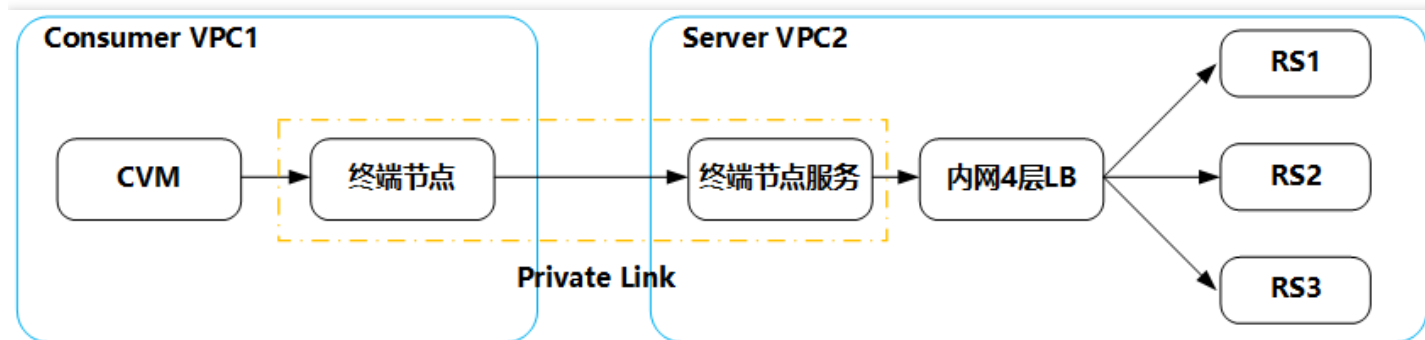 Consumer VPC1
Server VPC2
CVM
终端节点
终端节点服务
内网4层LB
RS1
RS2
RS3
Private Link